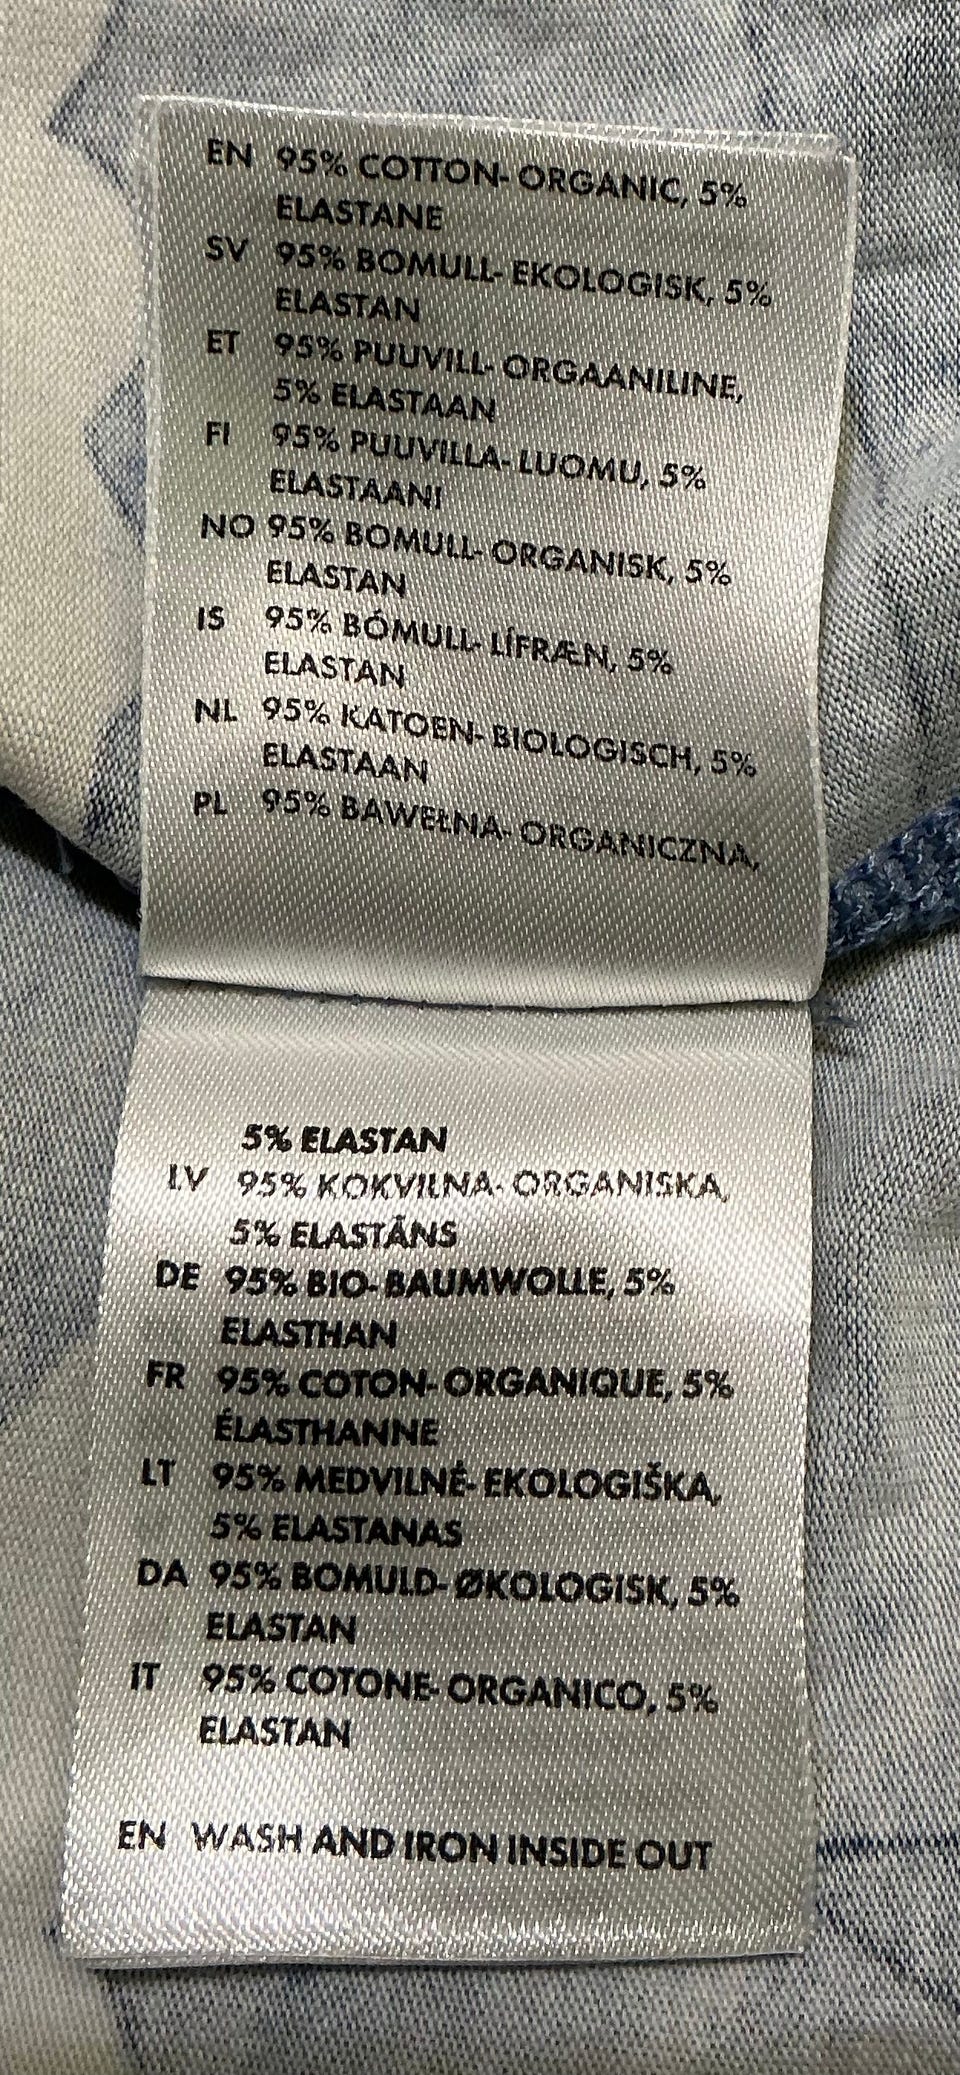 EN 95% COTTON- ORGANIC, 5%
ELASTANE
SV 95% BOMULL- EKOLOGISK, 5%
ELASTAN
ET 95% PUUVILL- ORGAANILINE,
5% ELASTAAN
FI 95% PUUVILLA- LUOMU, 5%
ELASTAANI
NO 95% BOMULL- ORGANISK, 5%
ELASTAN
IS 95% BÓMULL- LÍFRÆN, 5%
ELASTAN
NL 95% KATOEN- BIOLOGISCH, 5%
ELASTAAN
PL 95% BAWEŁNA- ORGANICZNA,
5% ELASTAN
LV 95% KOKVILNA- ORGANISKA,
5% ELASTĀNS
DE 95% BIO- BAUMWOLLE, 5%
ELASTHAN
FR 95% COTON- ORGANIQUE, 5%
ÉLASTHANNE
LT 95% MEDVILNĖ- EKOLOGIŠKA,
5% ELASTANAS
DA 95% BOMULD- ØKOLOGISK, 5%
ELASTAN
IT 95% COTONE- ORGANICO, 5%
ELASTAN
EN WASH AND IRON INSIDE OUT